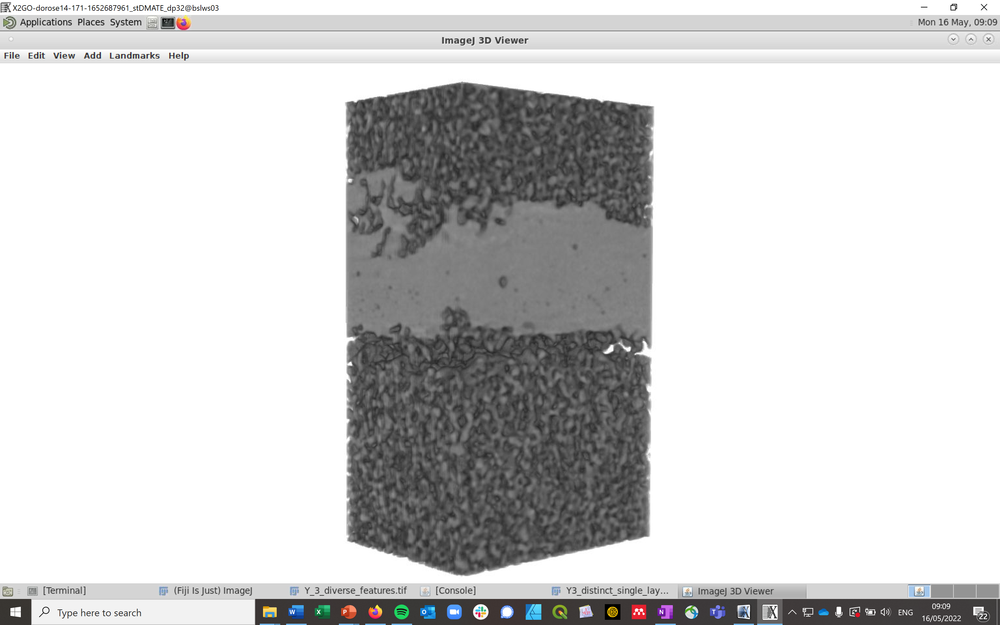 X2GO-dorose14-171-1652687961_stDMATE_dp32@bslws03
Applications Places System
Mon 16 May, 09:09
ImageJ 3D Viewer
File Edit View Add Landmarks Help
[Terminal]
(Fiji Is Just) ImageJ
Y_3_diverse_features.tif
[Console]
Y3_distinct_single_lay...
ImageJ 3D Viewer
Type here to search
ENG
09:09
16/05/2022
22